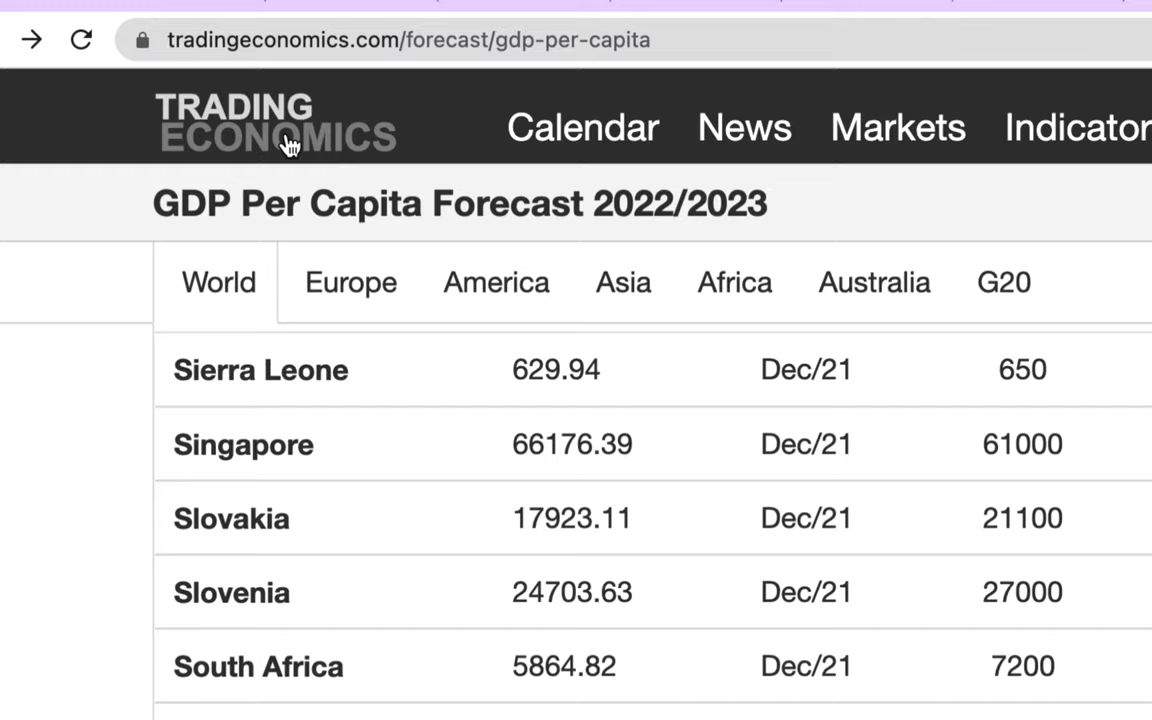 tradingeconomics.com/forecast/gdp-per-capita
TRADING
ECONOMICS
Calendar News Markets
GDP Per Capita Forecast 2022/2023
World Europe America Asia Africa Australia G20
Sierra Leone 629.94 Dec/21 650
Singapore 66176.39 Dec/21 61000
Slovakia 17923.11 Dec/21 21100
Slovenia 24703.63 Dec/21 27000
South Africa 5864.82 Dec/21 7200